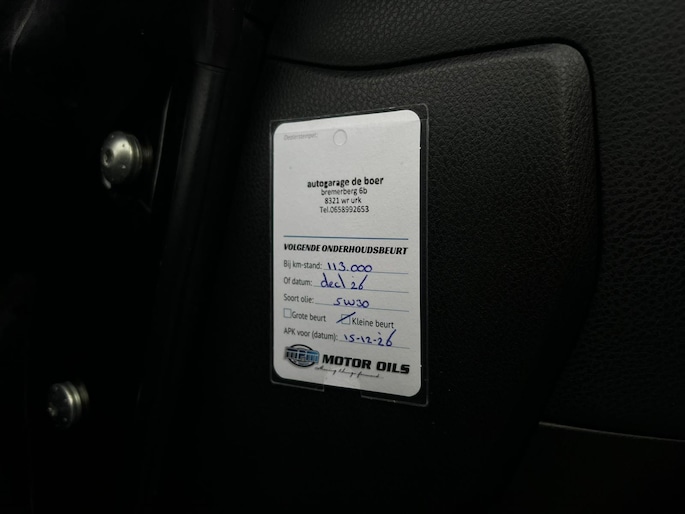 autogarage de boer
bremerberg 6b
8321 wr urk
Tel.0658992653
VOLGENDE ONDERHOUDSBEURT
Bij km-stand: 113.000
Of datum: dec/26
Soort olie: 5W30
Grote beurt Kleine beurt
APK voor (datum): 15-12-26
MOTOR OILS